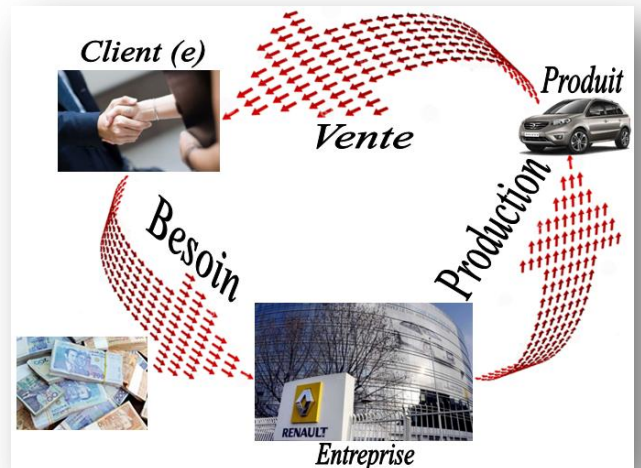 Client (e)
Produit
Vente
Besoin
Production
RENAULT
Entreprise